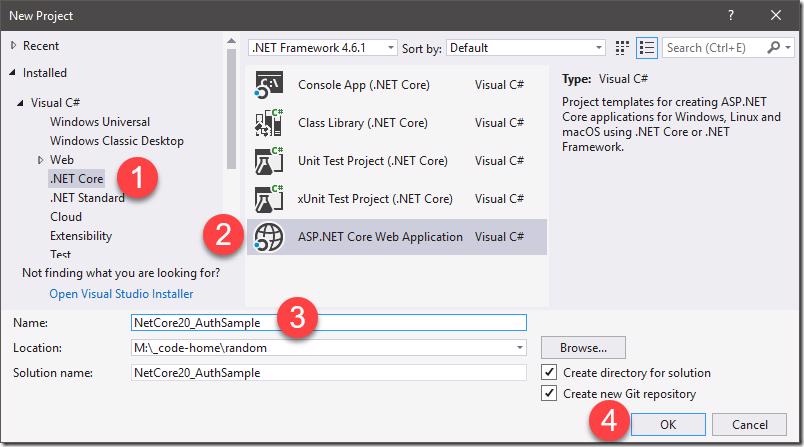 New Project
Recent
Installed
Visual C#
Windows Universal
Windows Classic Desktop
Web
.NET Core
1
.NET Standard
Cloud
Extensibility
Test
Not finding what you are looking for?
Open Visual Studio Installer
.NET Framework 4.6.1
Sort by:
Default
Search (Ctrl+E)
Console App (.NET Core) Visual C#
Class Library (.NET Core) Visual C#
Unit Test Project (.NET Core) Visual C#
xUnit Test Project (.NET Core) Visual C#
2
ASP.NET Core Web Application Visual C#
Type: Visual C#
Project templates for creating ASP.NET
Core applications for Windows, Linux and
macOS using .NET Core or .NET
Framework.
Name: NetCore20_AuthSample
3
Location: M:\_code-home\random
Browse...
Solution name: NetCore20_AuthSample
Create directory for solution
Create new Git repository
4
OK
Cancel